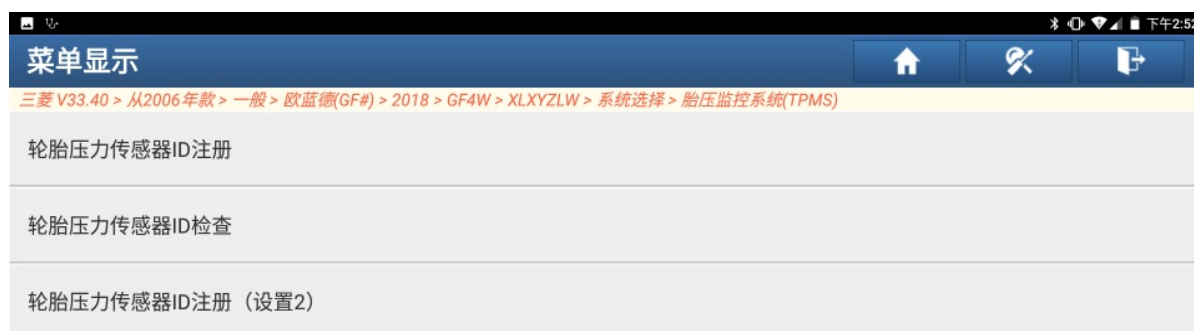 下午2:52
菜单显示
三菱 V33.40 > 从2006年款 > 一般 > 欧蓝德(GF#) > 2018 > GF4W > XLXYZLW > 系统选择 > 胎压监控系统(TPMS)
轮胎压力传感器ID注册
轮胎压力传感器ID检查
轮胎压力传感器ID注册（设置2）